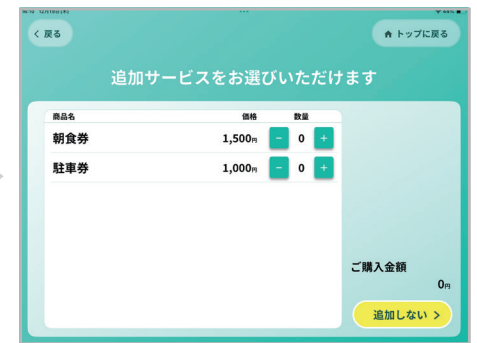 < 戻る
トップに戻る
追加サービスをお選びいただけます
商品名 価格 数量
朝食券 1,500円 − 0 +
駐車券 1,000円 − 0 +
ご購入金額
0円
追加しない >